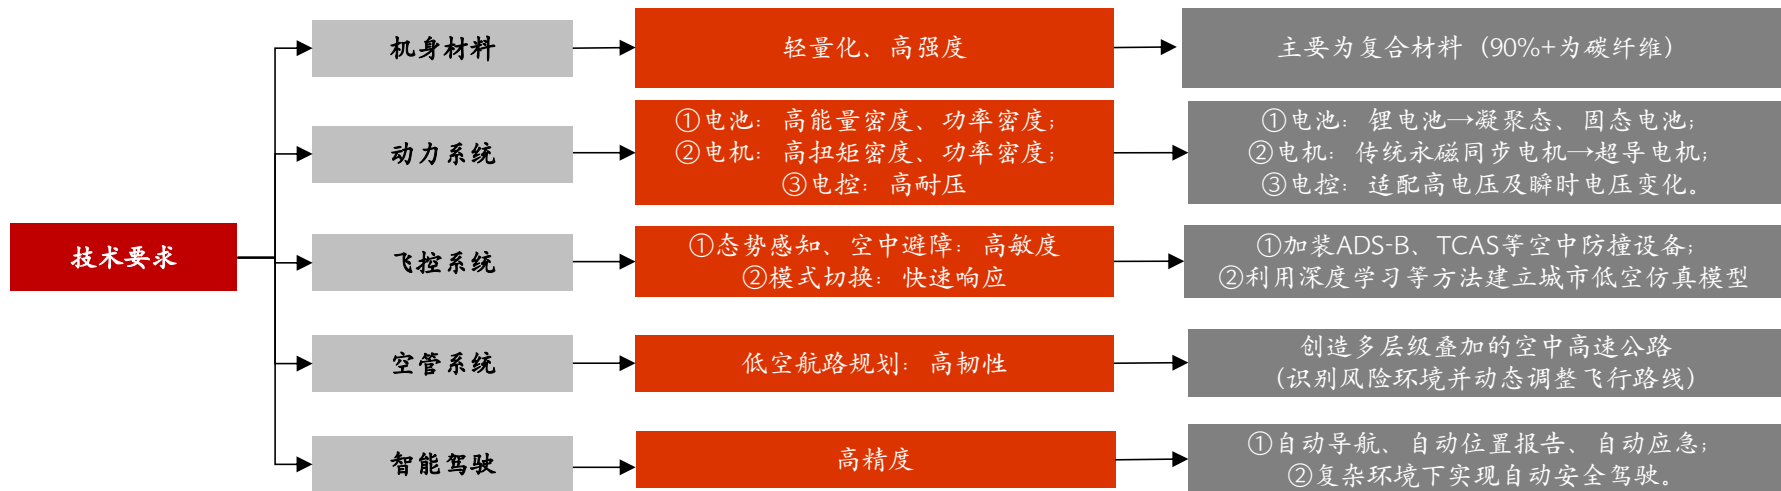 技术要求
机身材料
轻量化、高强度
主要为复合材料（90%+为碳纤维）
动力系统
①电池：高能量密度、功率密度；
②电机：高扭矩密度、功率密度；
③电控：高耐压
①电池：锂电池→凝聚态、固态电池；
②电机：传统永磁同步电机→超导电机；
③电控：适配高电压及瞬时电压变化。
飞控系统
①态势感知、空中避障：高敏度
②模式切换：快速响应
①加装ADS-B、TCAS等空中防撞设备；
②利用深度学习等方法建立城市低空仿真模型
空管系统
低空航路规划：高韧性
创造多层级叠加的空中高速公路
（识别风险环境并动态调整飞行路线）
智能驾驶
高精度
①自动导航、自动位置报告、自动应急；
②复杂环境下实现自动安全驾驶。